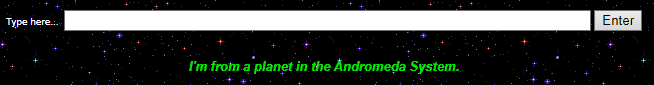 Type here... Enter
I'm from a planet in the Andromeda System.